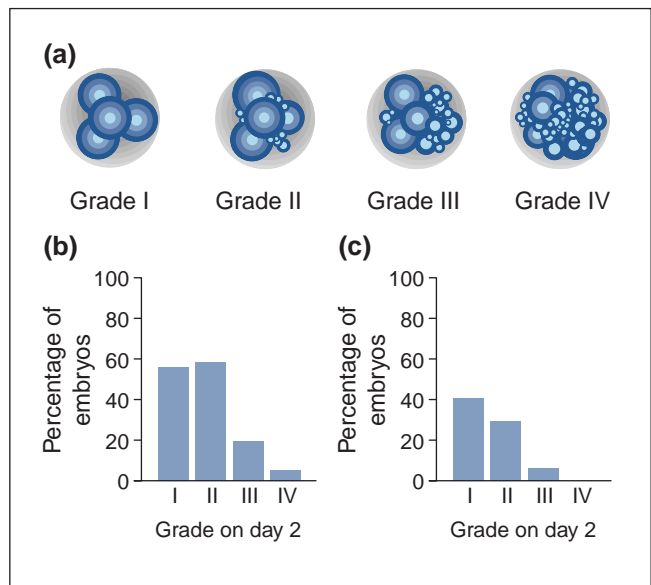 (a)
Grade I Grade II Grade III Grade IV
(b)
Percentage of
embryos
100
80
60
40
20
0
I II III IV
Grade on day 2
(c)
Percentage of
embryos
100
80
60
40
20
0
I II III IV
Grade on day 2